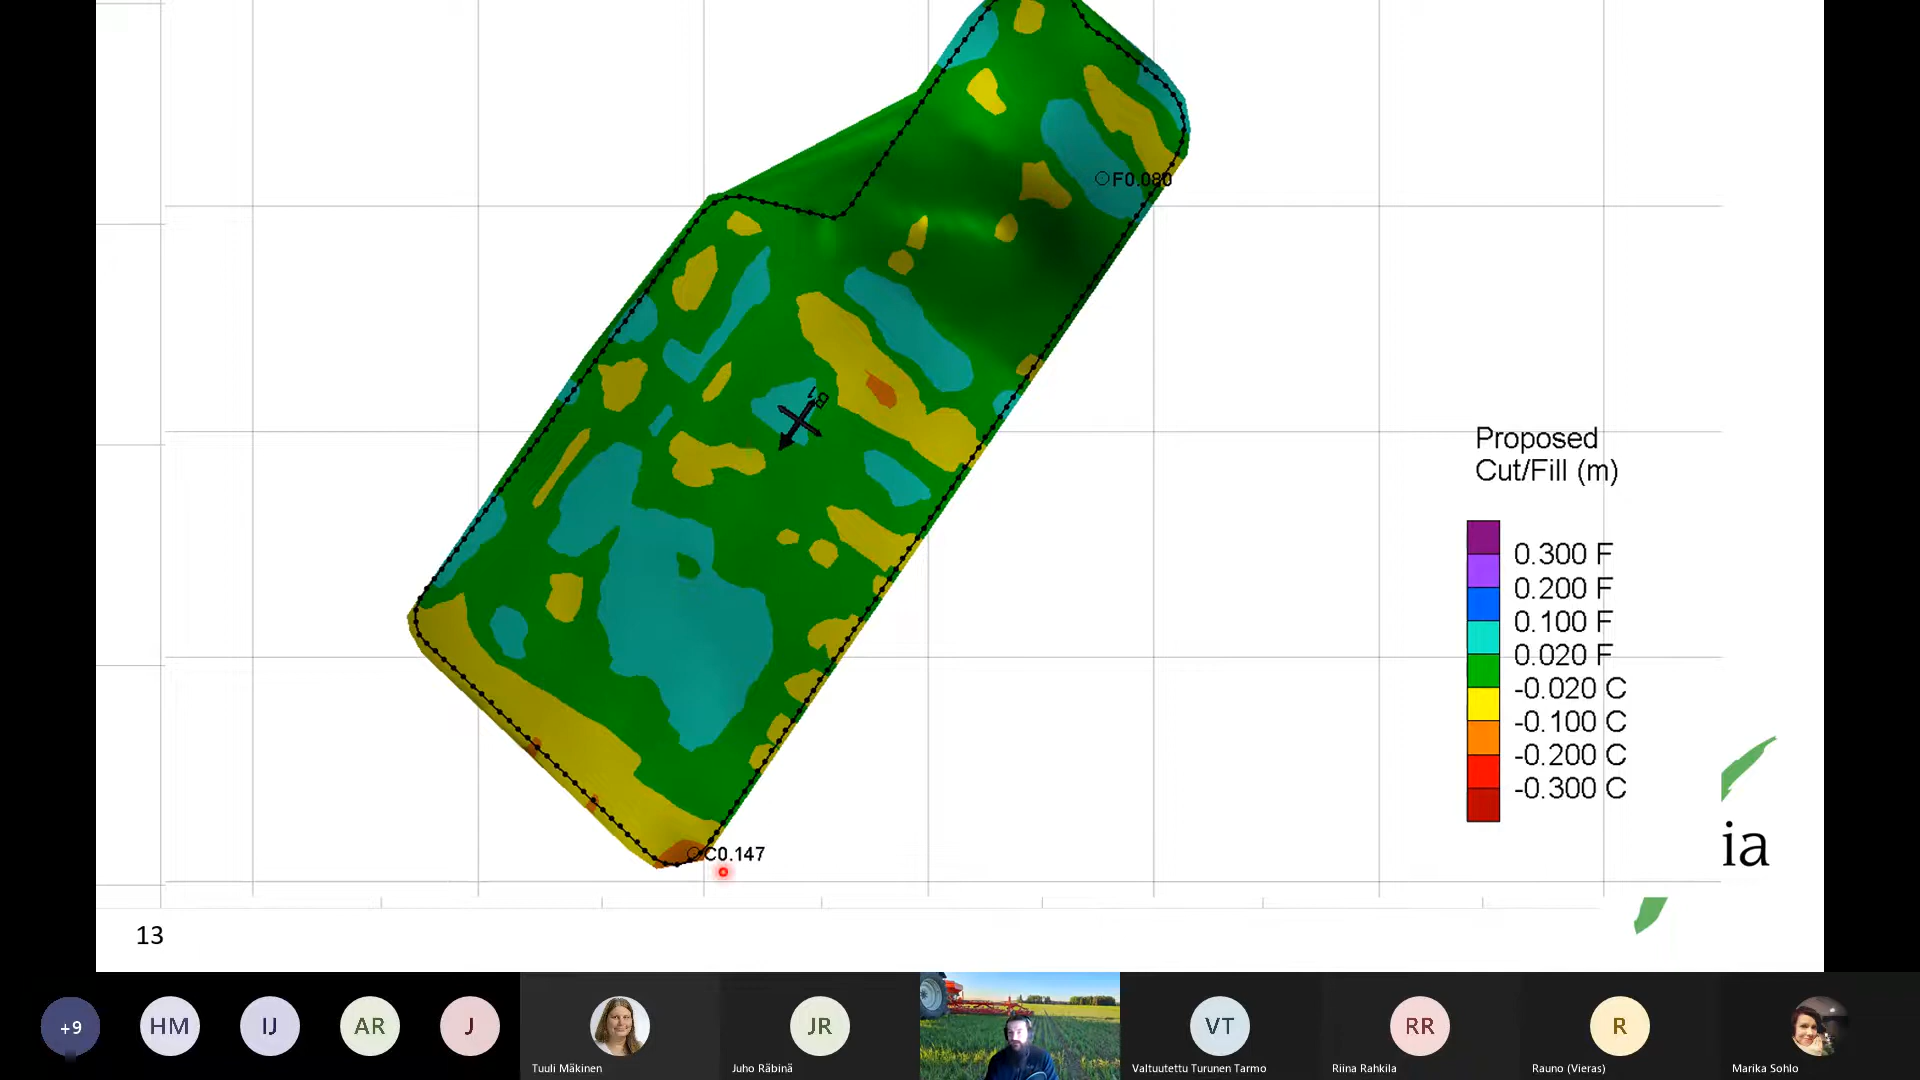 F0.080
B
1
Proposed
Cut/Fill (m)
0.300 F
0.200 F
0.100 F
0.020 F
-0.020 C
-0.100 C
-0.200 C
-0.300 C
ia
C0.147
13
+9
HM
IJ
AR
J
JR
VT
RR
R
Tuuli Mäkinen
Juho Räbinä
Valtuutettu Turunen Tarmo
Riina Rahkila
Rauno (Vieras)
Marika Sohlo